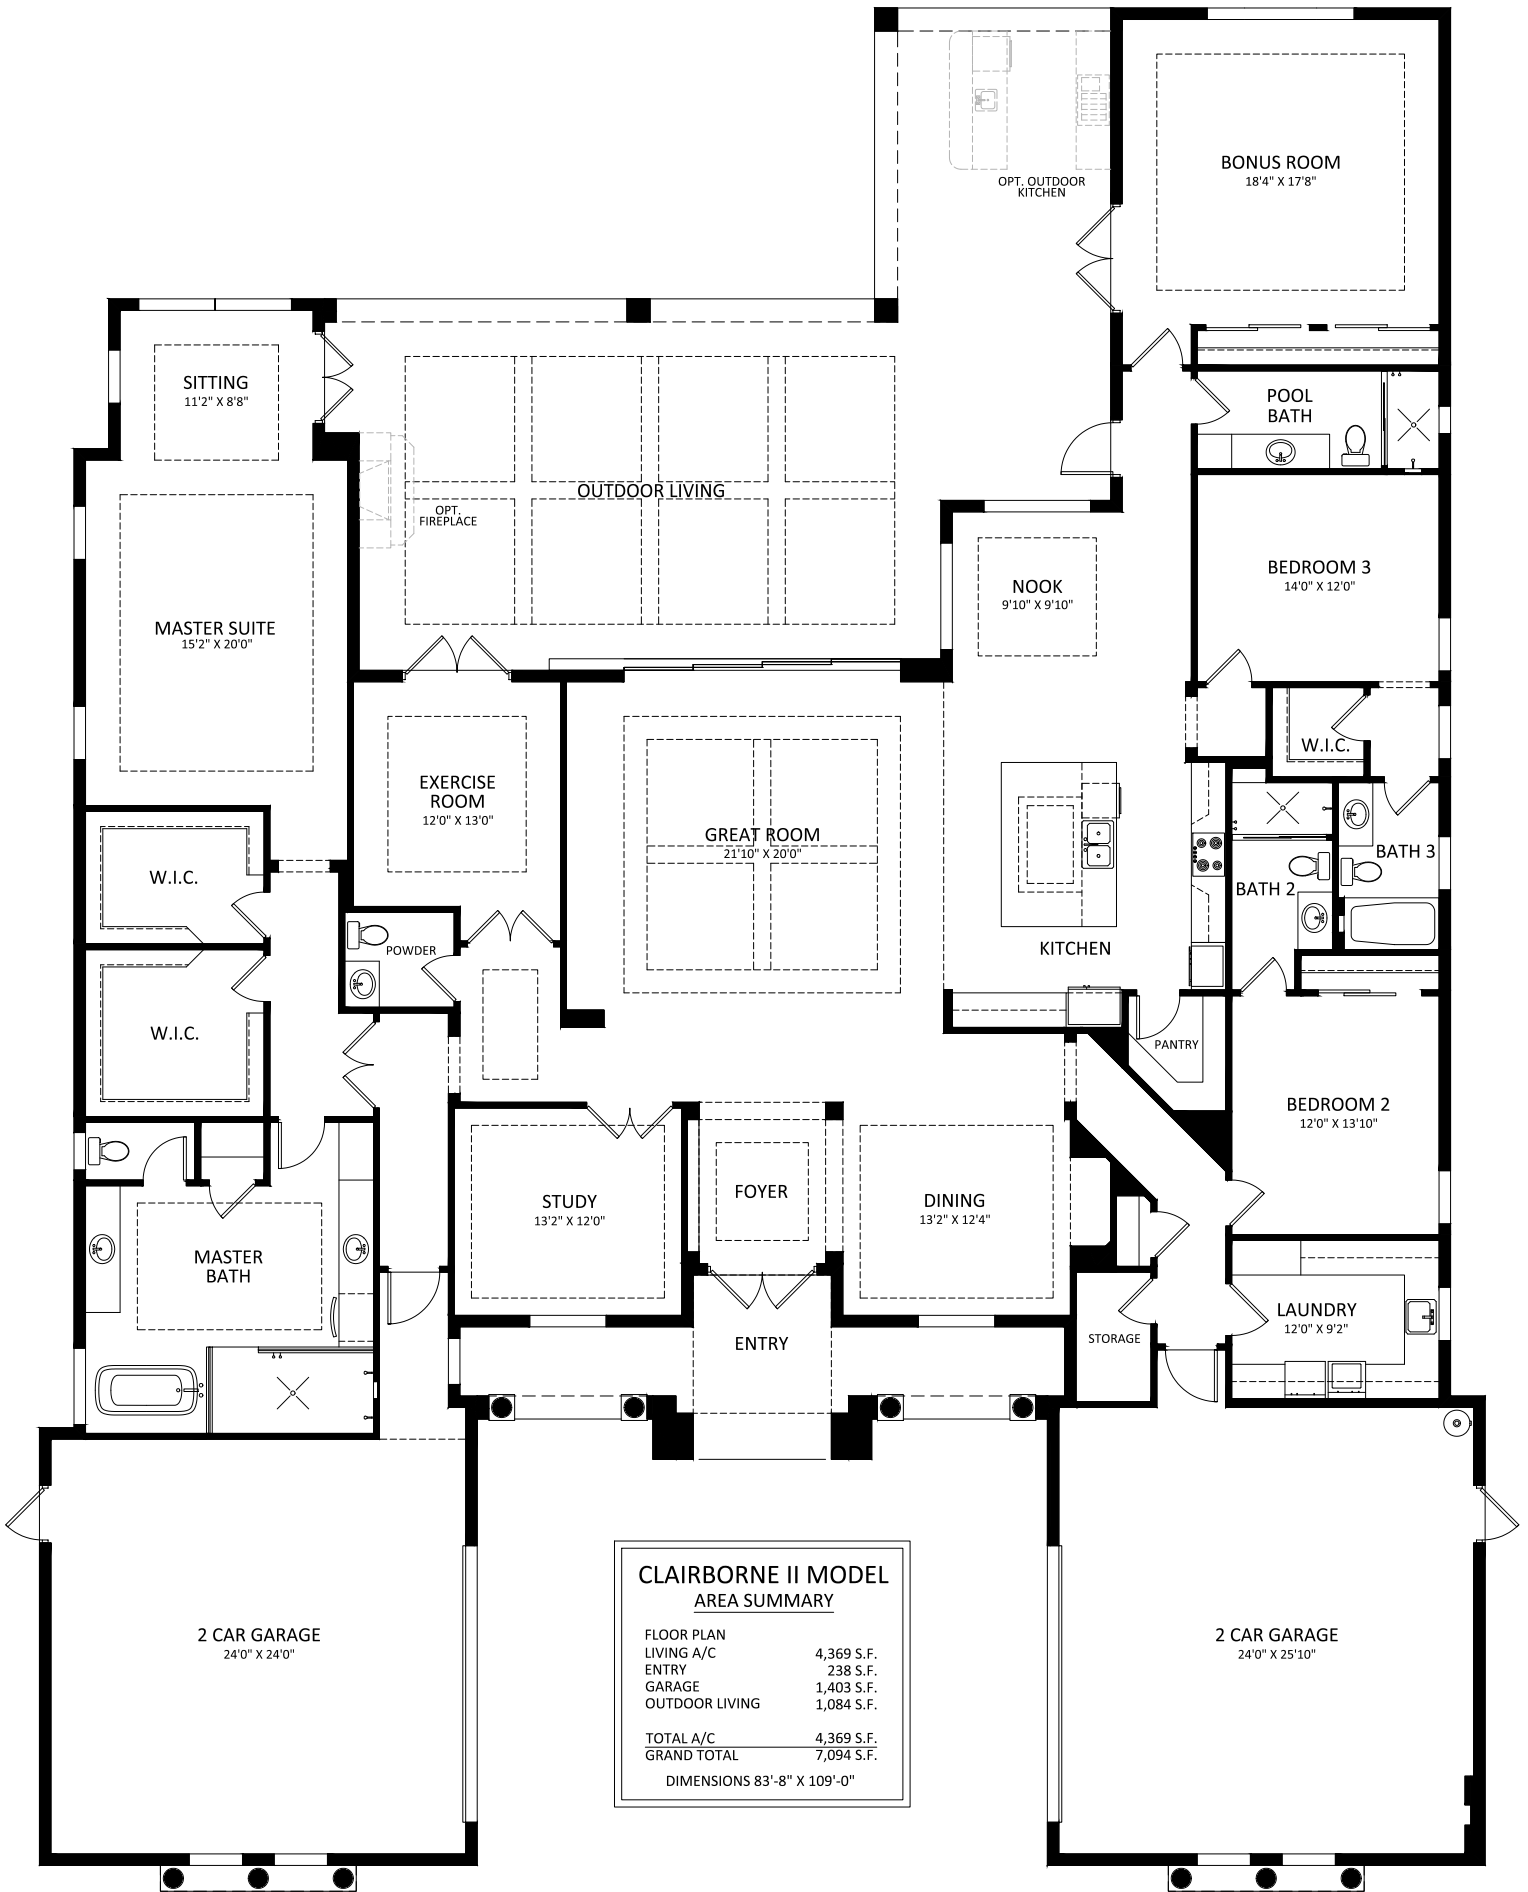 OPT. OUTDOOR
KITCHEN
BONUS ROOM
18'4" X 17'8"
SITTING
11'2" X 8'8"
POOL
BATH
OUTDOOR LIVING
OPT.
FIREPLACE
MASTER SUITE
15'2" X 20'0"
NOOK
9'10" X 9'10"
BEDROOM 3
14'0" X 12'0"
W.I.C.
EXERCISE
ROOM
12'0" X 13'0"
GREAT ROOM
21'10" X 20'0"
KITCHEN
BATH 2
BATH 3
W.I.C.
POWDER
W.I.C.
PANTRY
BEDROOM 2
12'0" X 13'10"
STUDY
13'2" X 12'0"
FOYER
DINING
13'2" X 12'4"
MASTER
BATH
ENTRY
STORAGE
LAUNDRY
12'0" X 9'2"
2 CAR GARAGE
24'0" X 24'0"
2 CAR GARAGE
24'0" X 25'10"
CLAIRBORNE II MODEL
AREA SUMMARY
FLOOR PLAN
LIVING A/C 4,369 S.F.
ENTRY 238 S.F.
GARAGE 1,403 S.F.
OUTDOOR LIVING 1,084 S.F.
TOTAL A/C 4,369 S.F.
GRAND TOTAL 7,094 S.F.
DIMENSIONS 83'-8" X 109'-0"